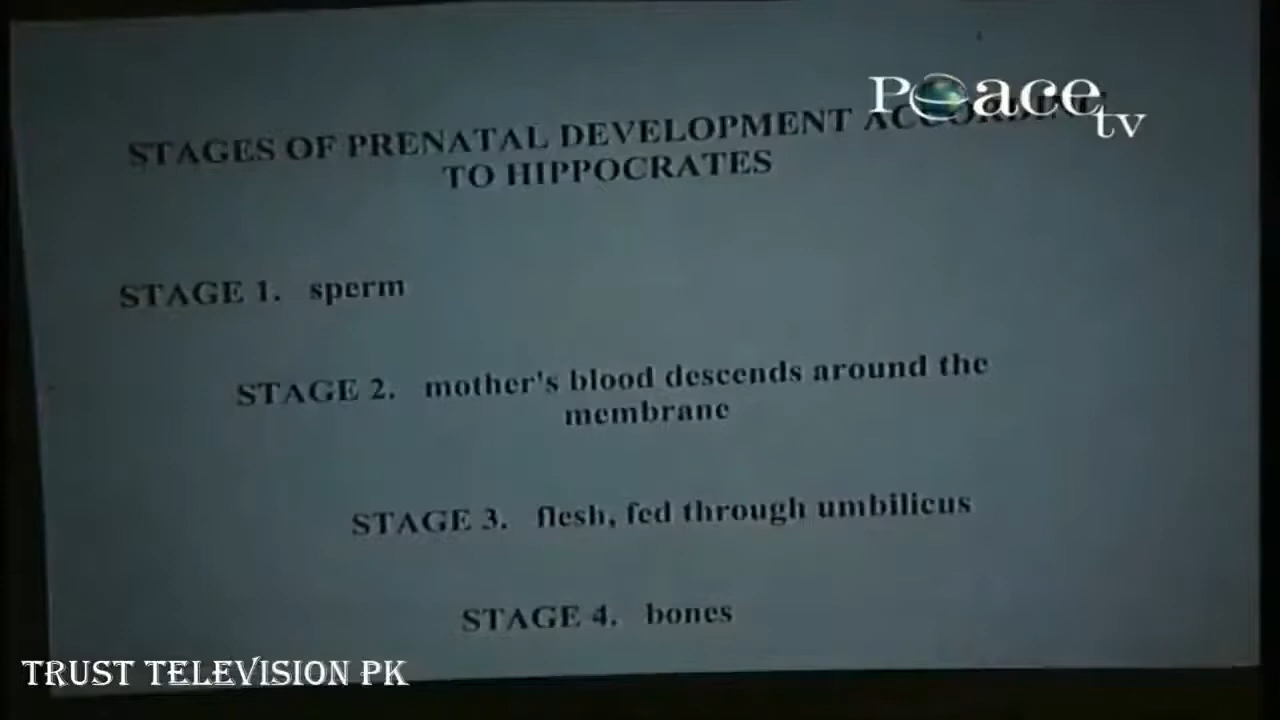 Peace tv
STAGES OF PRENATAL DEVELOPMENT ACCORDING
TO HIPPOCRATES
STAGE 1. sperm
STAGE 2. mother's blood descends around the
membrane
STAGE 3. flesh, fed through umbilicus
STAGE 4. bones
TRUST TELEVISION PK